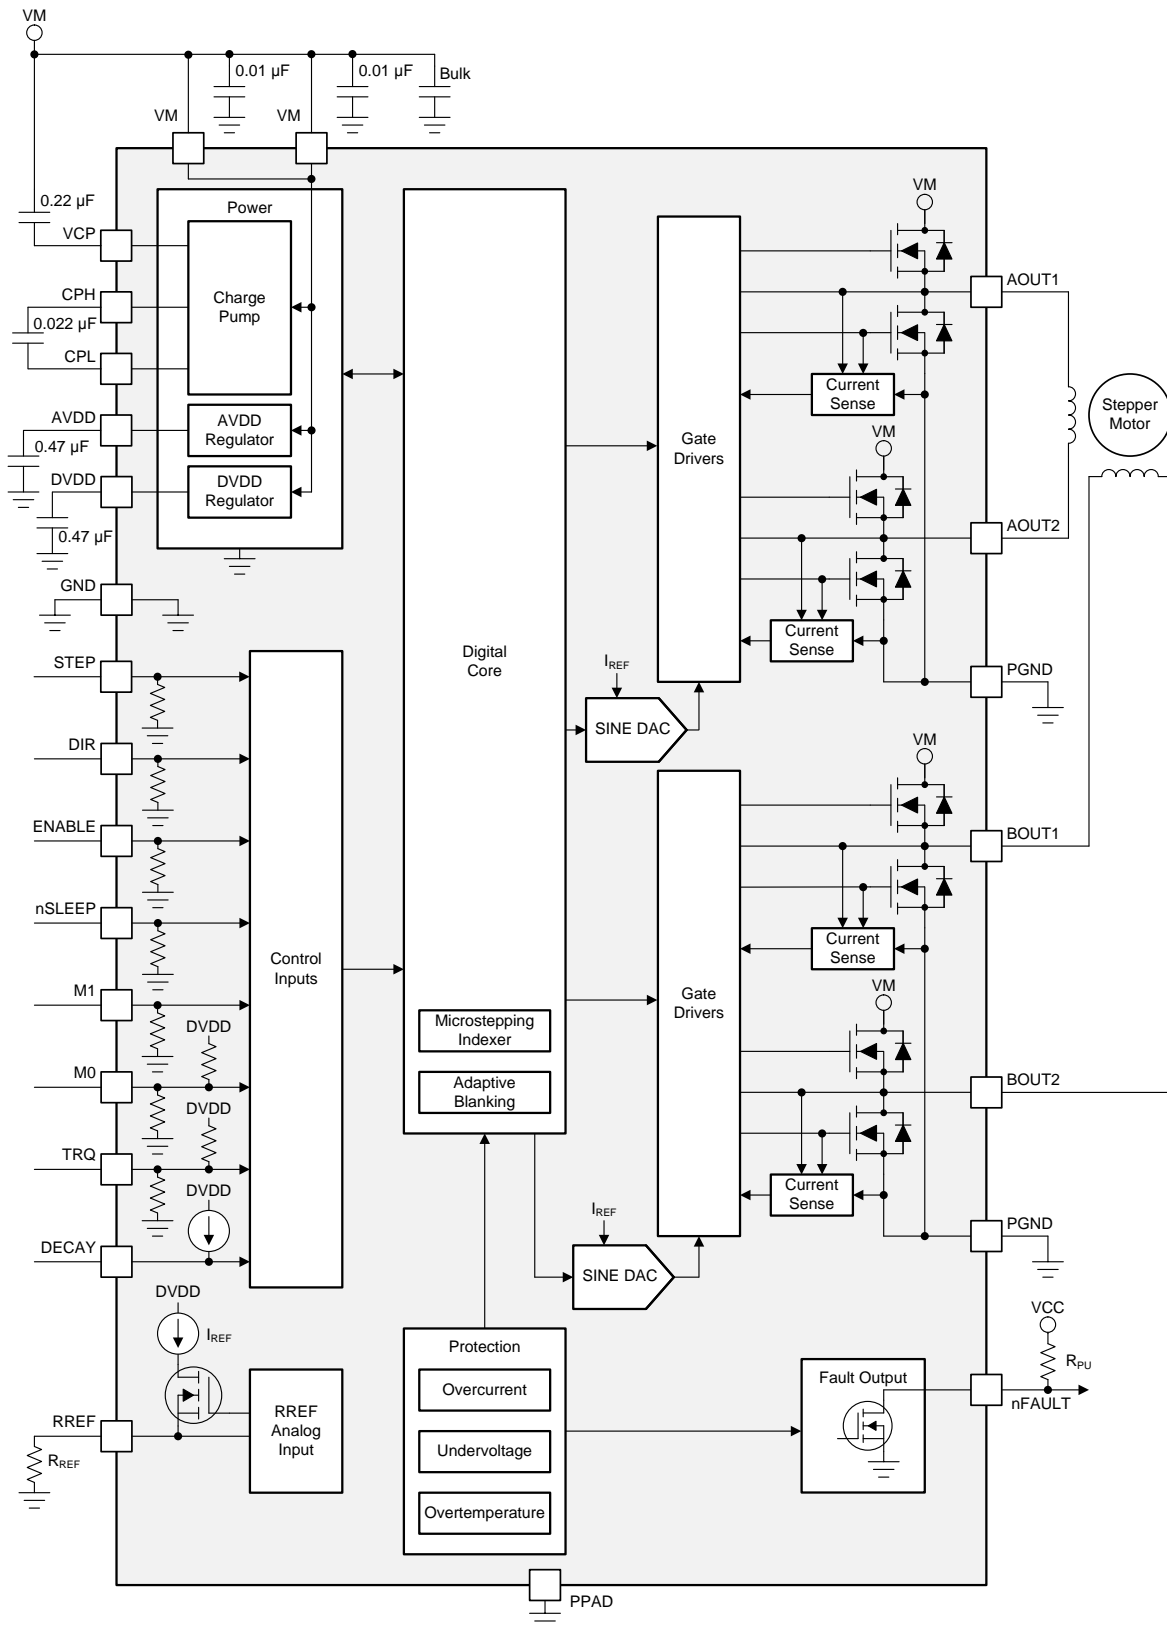 VM
0.01 µF
0.01 µF
Bulk
VM
VM
0.22 µF
VCP
CPH
0.022 µF
CPL
AVDD
0.47 µF
DVDD
0.47 µF
GND
Power
Charge
Pump
AVDD
Regulator
DVDD
Regulator
STEP
DIR
ENABLE
nSLEEP
M1
DVDD
M0
DVDD
TRQ
DVDD
DECAY
Control
Inputs
DVDD
IREF
RREF
RREF
RREF
Analog
Input
Digital
Core
Microstepping
Indexer
Adaptive
Blanking
Protection
Overcurrent
Undervoltage
Overtemperature
IREF
SINE DAC
IREF
SINE DAC
Gate
Drivers
VM
Current
Sense
VM
Current
Sense
AOUT1
Stepper
Motor
AOUT2
PGND
Gate
Drivers
VM
Current
Sense
VM
Current
Sense
BOUT1
BOUT2
PGND
VCC
RPU
Fault Output
nFAULT
PPAD